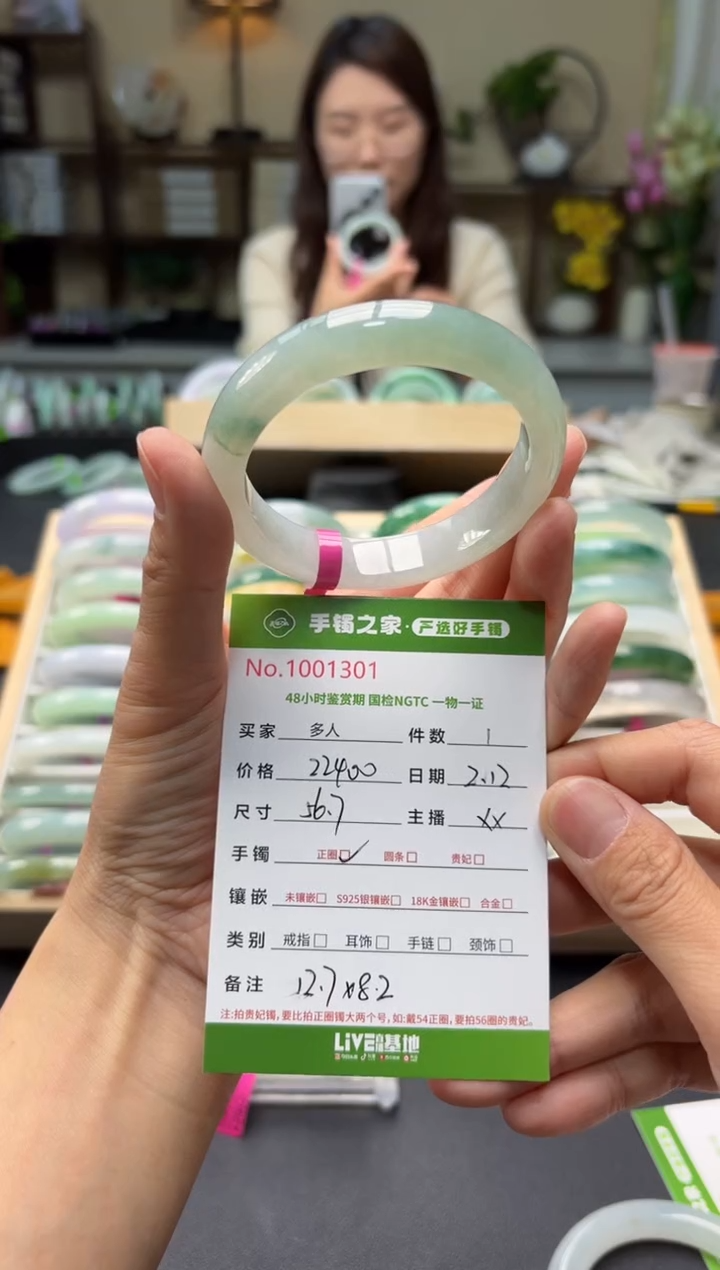 手镯之家·严选好手镯
No.1001301
48小时鉴赏期 国检NGTC 一物一证
买家 多人 件数 1
价格 22400 日期 2.12
尺寸 56.7 主播 xx
手镯 正圈☑ 圆条☐ 贵妃☐
镶嵌 未镶嵌☐ S925银镶嵌☐ 18K金镶嵌☐ 合金☐
类别 戒指☐ 耳饰☐ 手链☐ 颈饰☐
备注 12.7x8.2
注:拍贵妃镯,要比拍正圈镯大两个号,如:戴54正圈,要拍56圈的贵妃。
LiVE 基地